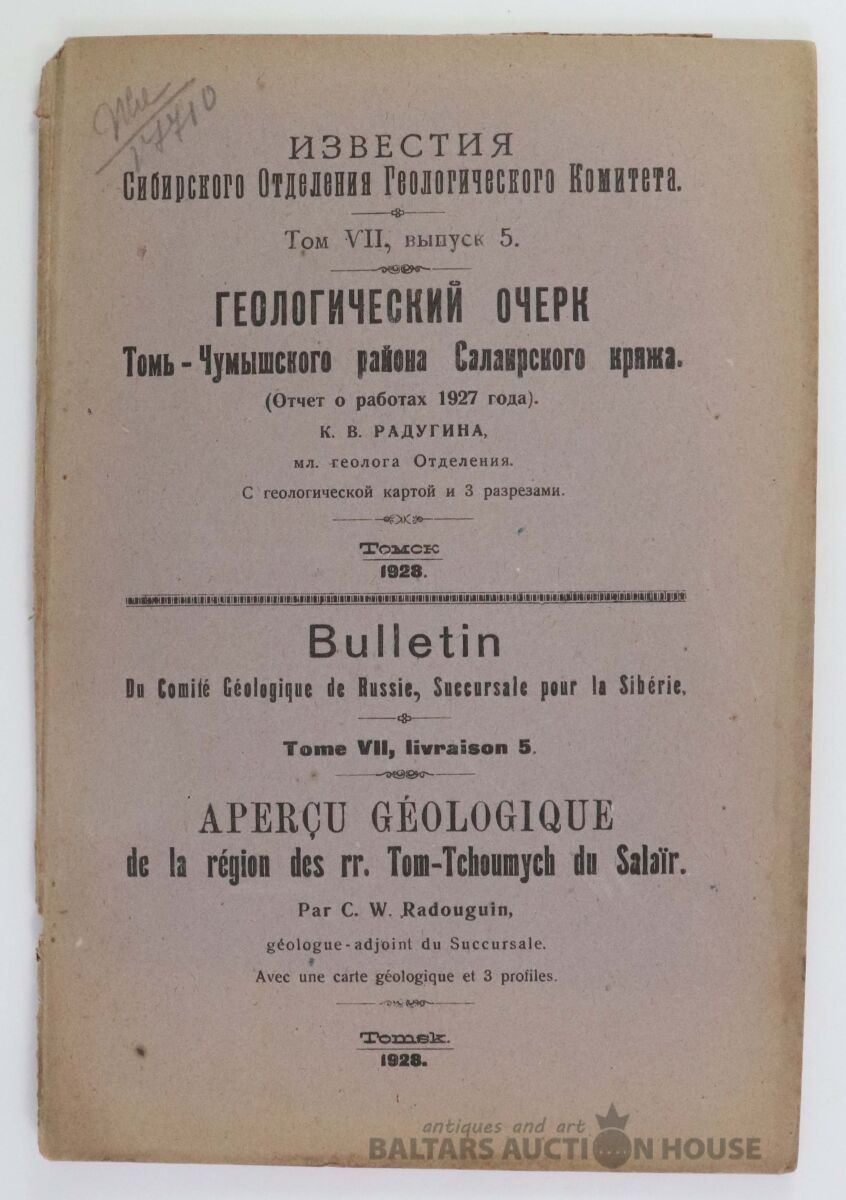 17710
ИЗВЕСТИЯ
Сибирского Отделения Геологического Комитета.
Том VII, выпуск 5.
ГЕОЛОГИЧЕСКИЙ ОЧЕРК
Томь-Чумышского района Салаирского кряжа.
(Отчет о работах 1927 года).
К. В. РАДУГИНА,
мл. геолога Отделения.
С геологической картой и 3 разрезами.
Томск
1928.
Bulletin
Du Comité Géologique de Russie, Succursale pour la Sibérie.
Tome VII, livraison 5.
APERÇU GÉOLOGIQUE
de la région des rr. Tom-Tchoumych du Salaïr.
Par C. W. Radouguin,
géologue-adjoint du Succursale.
Avec une carte géologique et 3 profiles.
Tomsk.
1928.
antiques and art
BALTARS AUCTION HOUSE